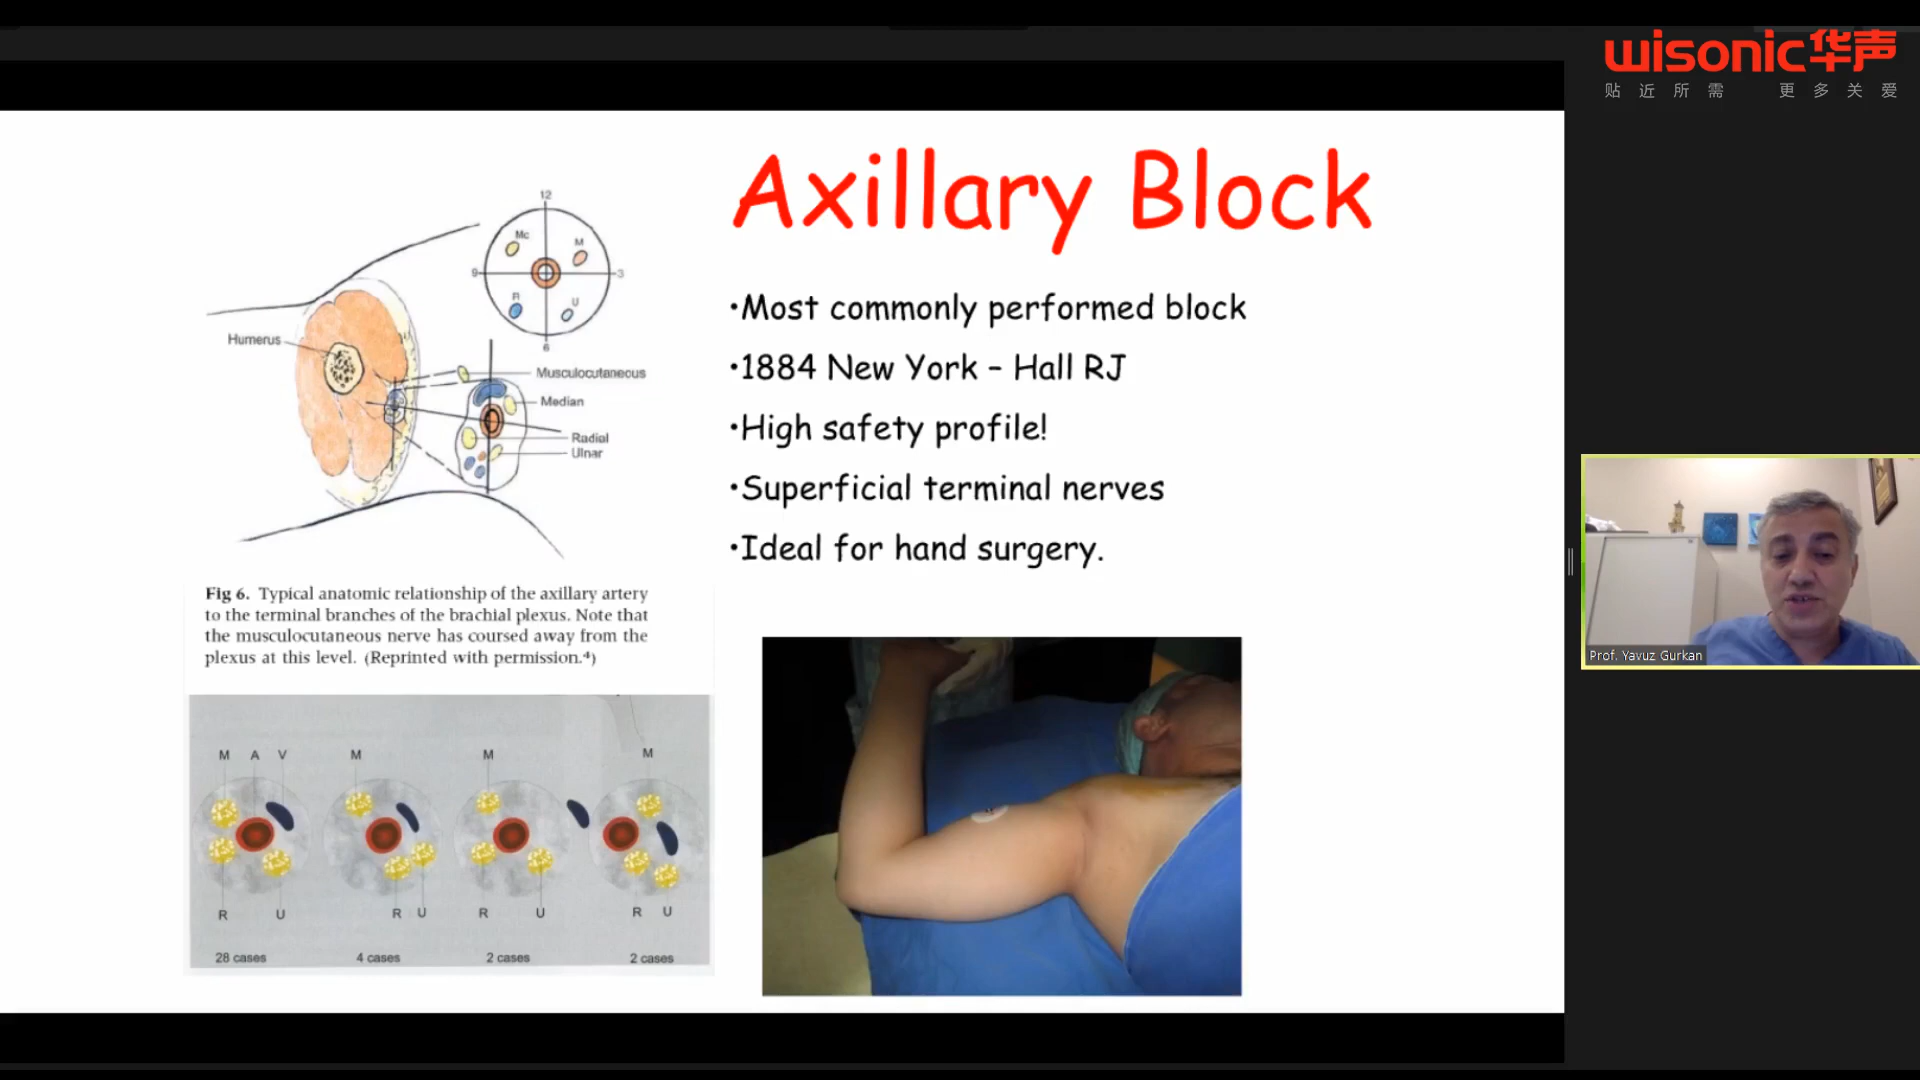 wisonic华声
贴近所需 更多关爱
Axillary Block
•Most commonly performed block
•1884 New York – Hall RJ
•High safety profile!
•Superficial terminal nerves
•Ideal for hand surgery.
12
Mc
M
9
3
R
U
6
Humerus
Musculocutaneous
Median
Radial
Ulnar
Fig 6. Typical anatomic relationship of the axillary artery
to the terminal branches of the brachial plexus. Note that
the musculocutaneous nerve has coursed away from the
plexus at this level. (Reprinted with permission.⁴)
M A V M M M
R U R U R U R U
28 cases 4 cases 2 cases 2 cases
Prof. Yavuz Gurkan